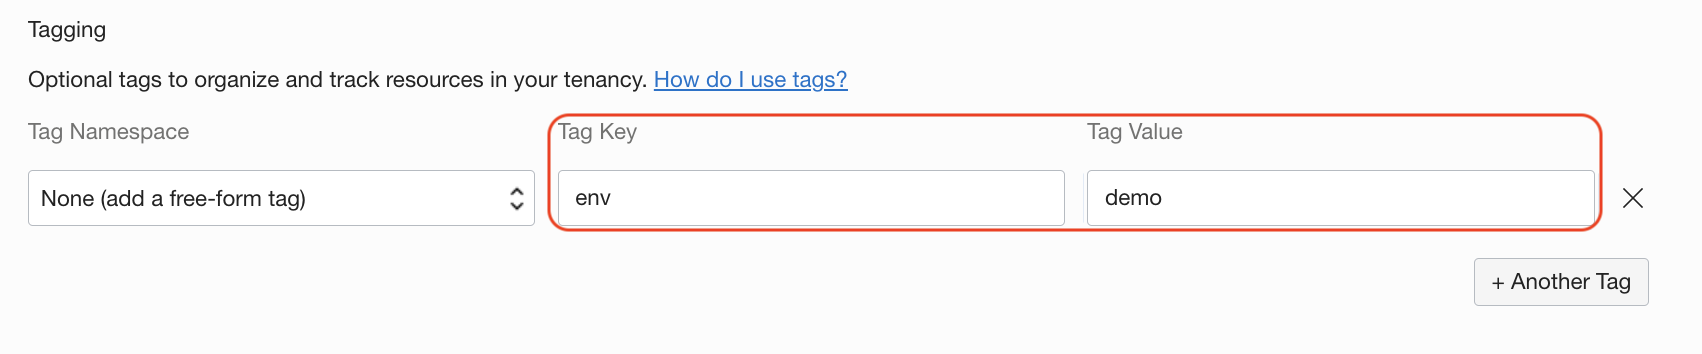 Tagging
Optional tags to organize and track resources in your tenancy. How do I use tags?
Tag Namespace Tag Key Tag Value
None (add a free-form tag) env demo
+ Another Tag